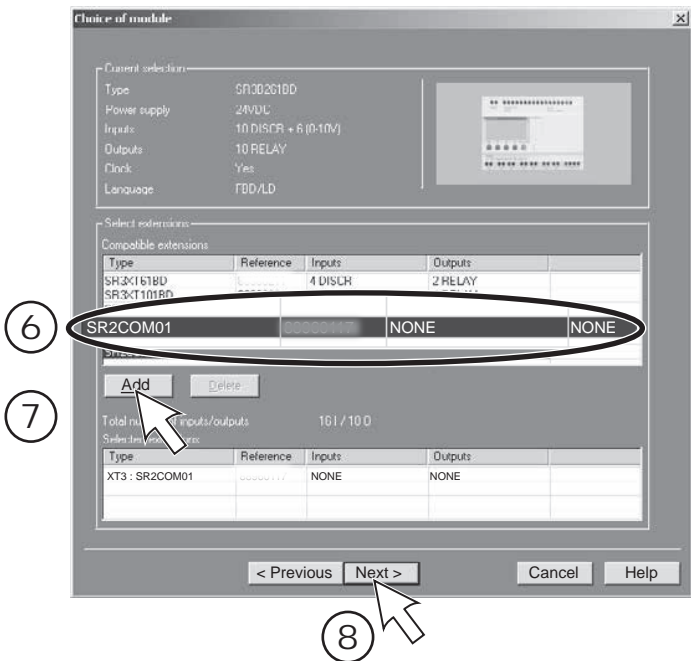 Choice of module
Current selection
Type SR3B261BD
Power supply 24VDC
Inputs 10 DISCR + 6 (0-10V)
Outputs 10 RELAY
Clock Yes
Language FBD/LD
Select extensions
Compatible extensions
Type Reference Inputs Outputs
SR3XT61BD 4 DISCR 2 RELAY
SR3XT101BD
6 SR2COM01 NONE NONE
Add Delete
7
Total inputs/outputs 16 I / 10 O
Type Reference Inputs Outputs
XT3 : SR2COM01 NONE NONE
< Previous Next > Cancel Help
8